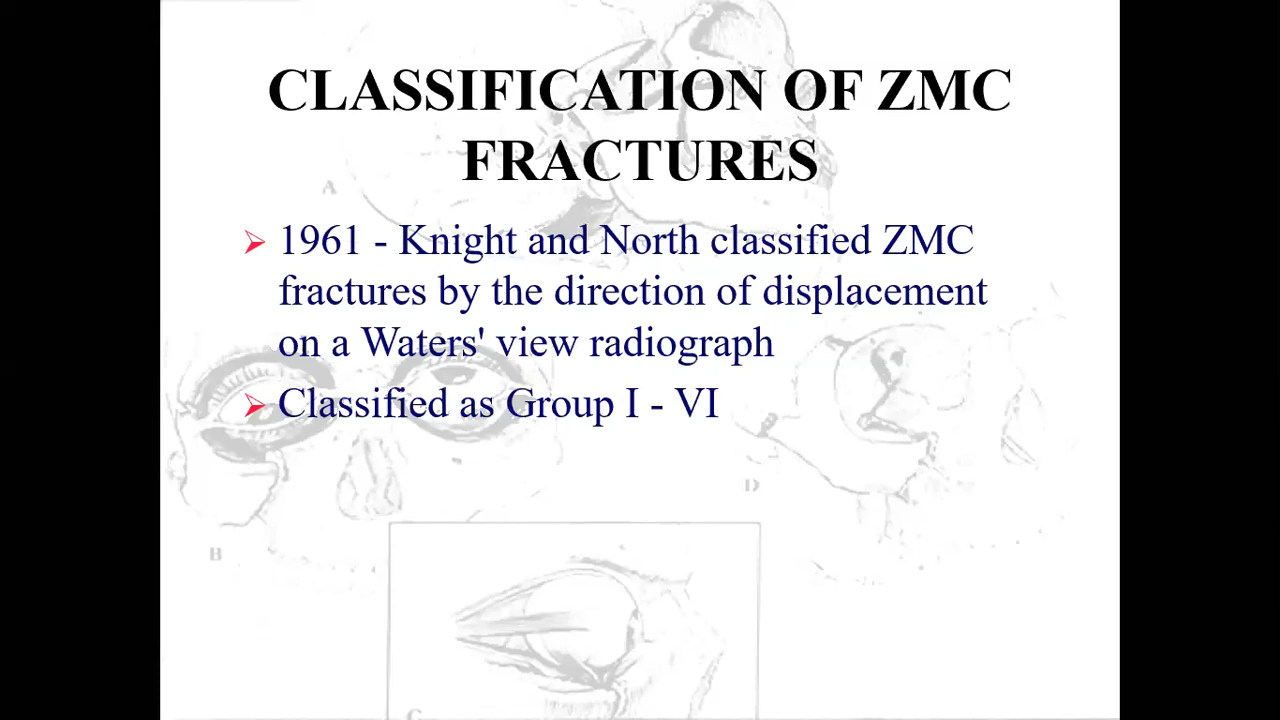 CLASSIFICATION OF ZMC
FRACTURES
A
1961 - Knight and North classified ZMC
fractures by the direction of displacement
on a Waters' view radiograph
Classified as Group I - VI
D
B
C